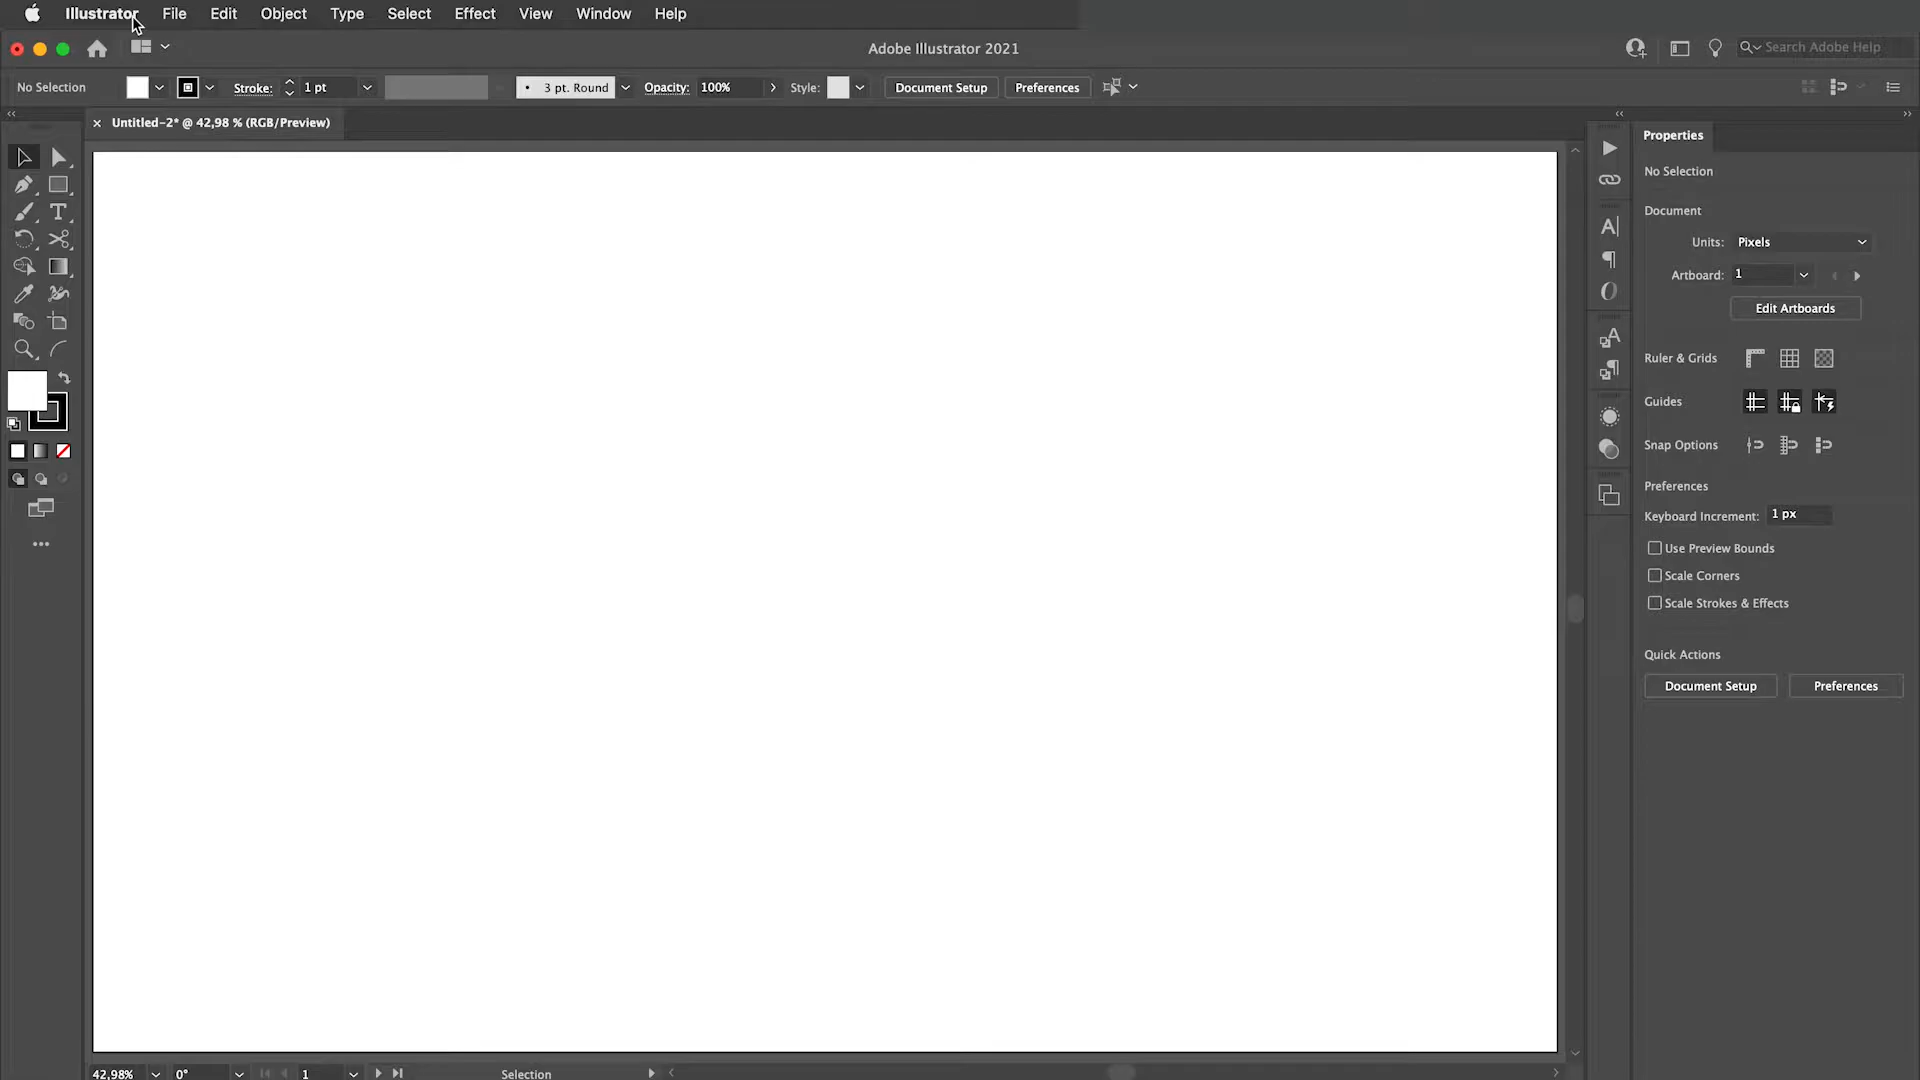 Illustrator File Edit Object Type Select Effect View Window Help
Adobe Illustrator 2021
Search Adobe Help
No Selection Stroke: 1 pt 3 pt. Round Opacity: 100% Style: Document Setup Preferences
Untitled-2* @ 42,98 % (RGB/Preview)
Properties
No Selection
Document
Units: Pixels
Artboard: 1
Edit Artboards
Ruler & Grids
Guides
Snap Options
Preferences
Keyboard Increment: 1 px
Use Preview Bounds
Scale Corners
Scale Strokes & Effects
Quick Actions
Document Setup Preferences
42,98% 0° 1 Selection